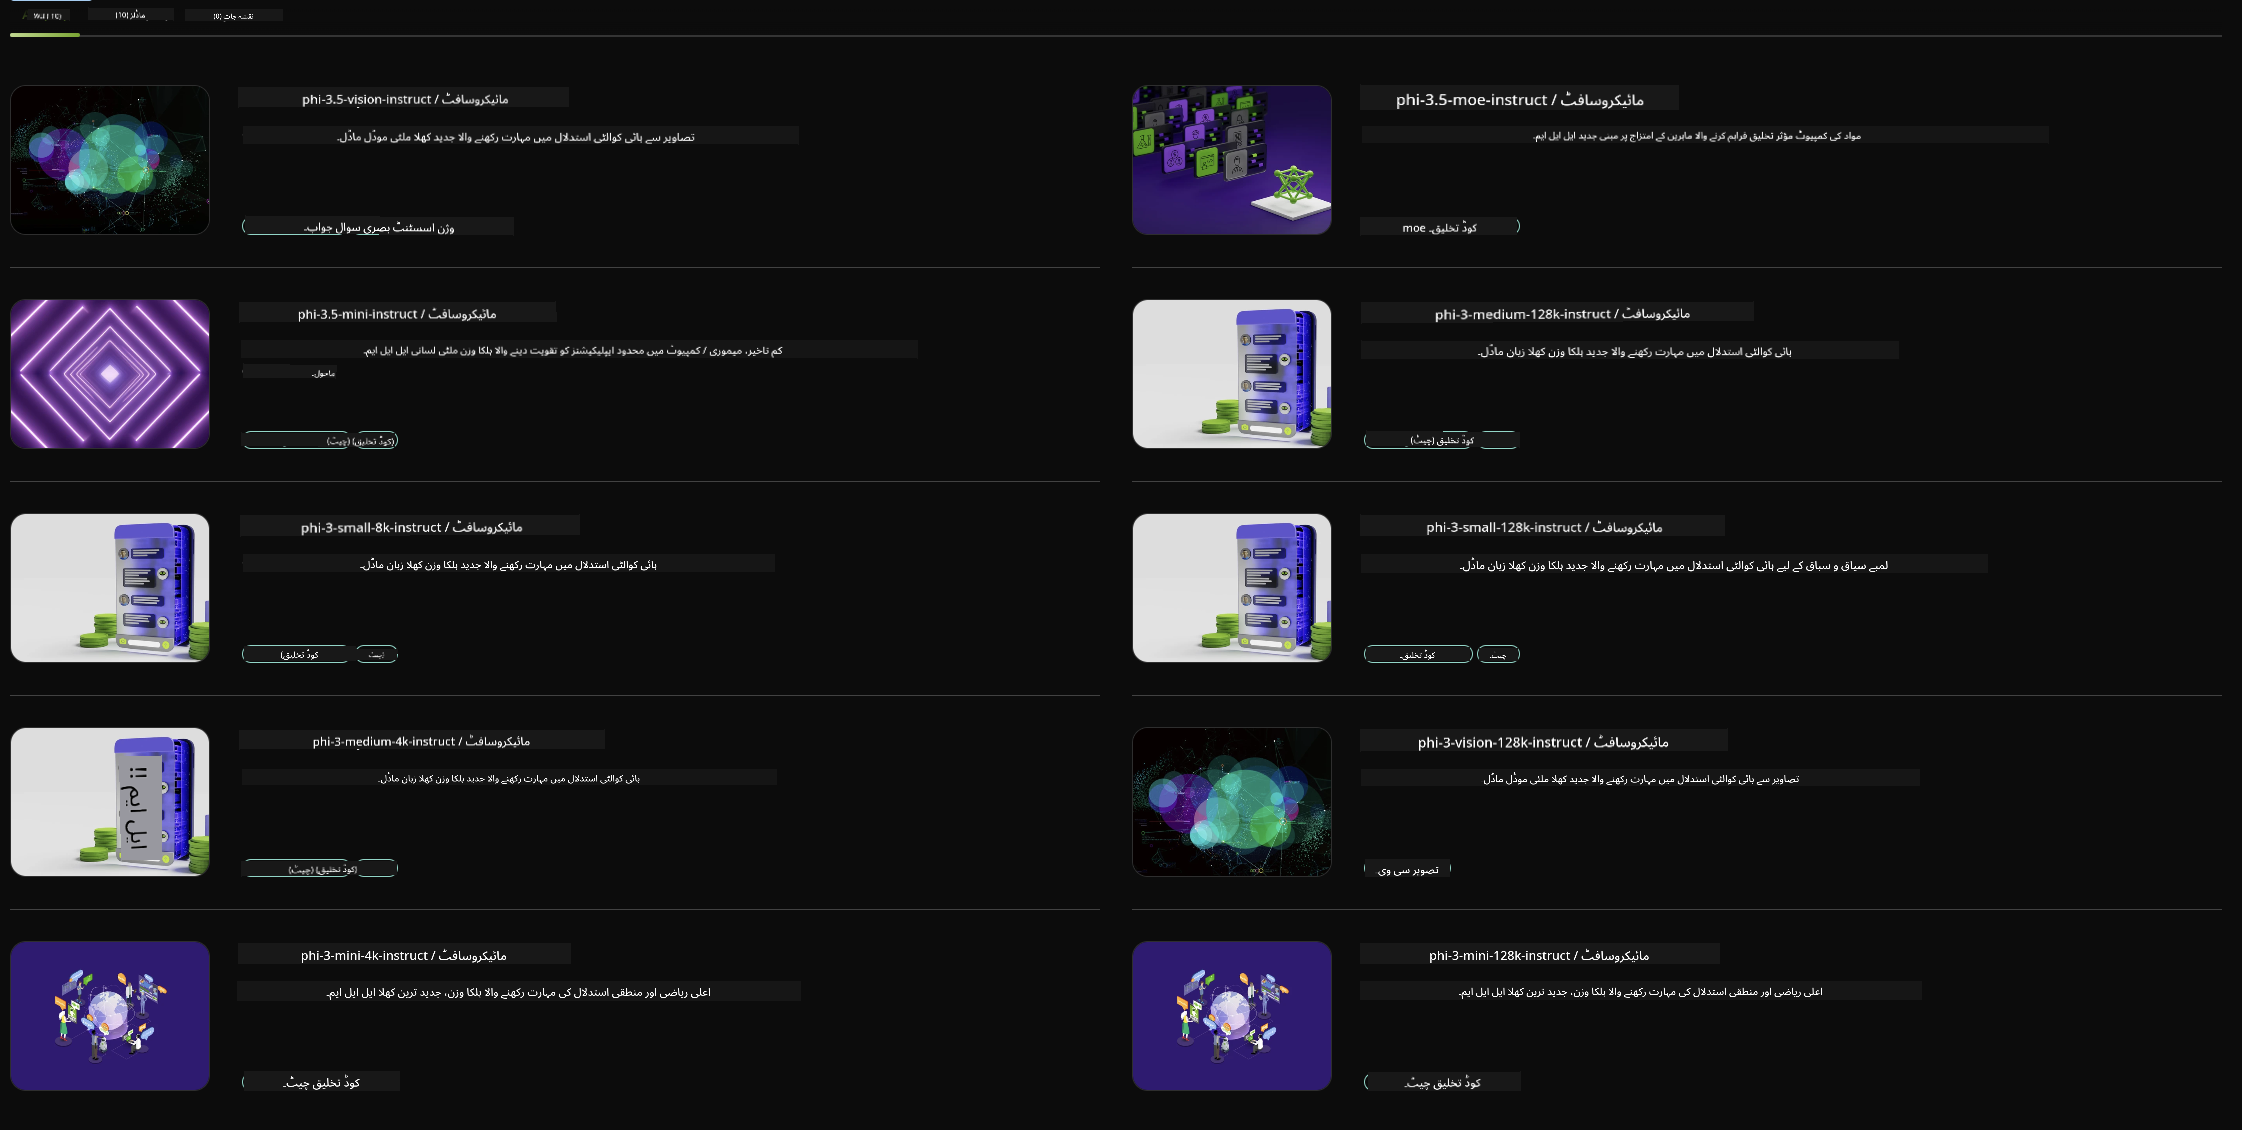 ماڈلز (10)
نقشہ جات (0)
phi-3.5-vision-instruct / مائیکروسافٹ
تصاویر سے ہائی کوالٹی استدلال میں مہارت رکھنے والا جدید کھلا ملٹی موڈل ماڈل۔
وژن اسسٹنٹ بصری سوال جواب۔
phi-3.5-moe-instruct / مائیکروسافٹ
مواد کی کمپیوٹ مؤثر تخلیق فراہم کرنے والا ماہرین کے امتزاج پر مبنی جدید ایل ایل ایم۔
کوڈ تخلیق۔ moe
phi-3.5-mini-instruct / مائیکروسافٹ
کم تاخیر، میموری / کمپیوٹ میں محدود ایپلیکیشنز کو تقویت دینے والا ہلکا وزن ملٹی لسانی ایل ایل ایم۔
ماحول۔
(کوڈ تخلیق) (چیٹ)
phi-3-medium-128k-instruct / مائیکروسافٹ
ہائی کوالٹی استدلال میں مہارت رکھنے والا جدید ہلکا وزن کھلا زبان ماڈل۔
کوڈ تخلیق (چیٹ)
phi-3-small-8k-instruct / مائیکروسافٹ
ہائی کوالٹی استدلال میں مہارت رکھنے والا جدید ہلکا وزن کھلا زبان ماڈل۔
کوڈ تخلیق)
phi-3-small-128k-instruct / مائیکروسافٹ
لمبے سیاق و سباق کے لیے ہائی کوالٹی استدلال میں مہارت رکھنے والا جدید ہلکا وزن کھلا زبان ماڈل۔
کوڈ تخلیق۔
چیٹ۔
phi-3-medium-4k-instruct / مائیکروسافٹ
ہائی کوالٹی استدلال میں مہارت رکھنے والا جدید ہلکا وزن کھلا زبان ماڈل۔
ایل ایم!!
(کوڈ تخلیق) (چیٹ)
phi-3-vision-128k-instruct / مائیکروسافٹ
تصاویر سے ہائی کوالٹی استدلال میں مہارت رکھنے والا جدید کھلا ملٹی موڈل ماڈل
تصویر سی وی۔
phi-3-mini-4k-instruct / مائیکروسافٹ
اعلی ریاضی اور منطقی استدلال کی مہارت رکھنے والا ہلکا وزن، جدید ترین کھلا ایل ایل ایم۔
کوڈ تخلیق چیٹ۔
phi-3-mini-128k-instruct / مائیکروسافٹ
اعلی ریاضی اور منطقی استدلال کی مہارت رکھنے والا ہلکا وزن، جدید ترین کھلا ایل ایل ایم۔
کوڈ تخلیق چیٹ۔